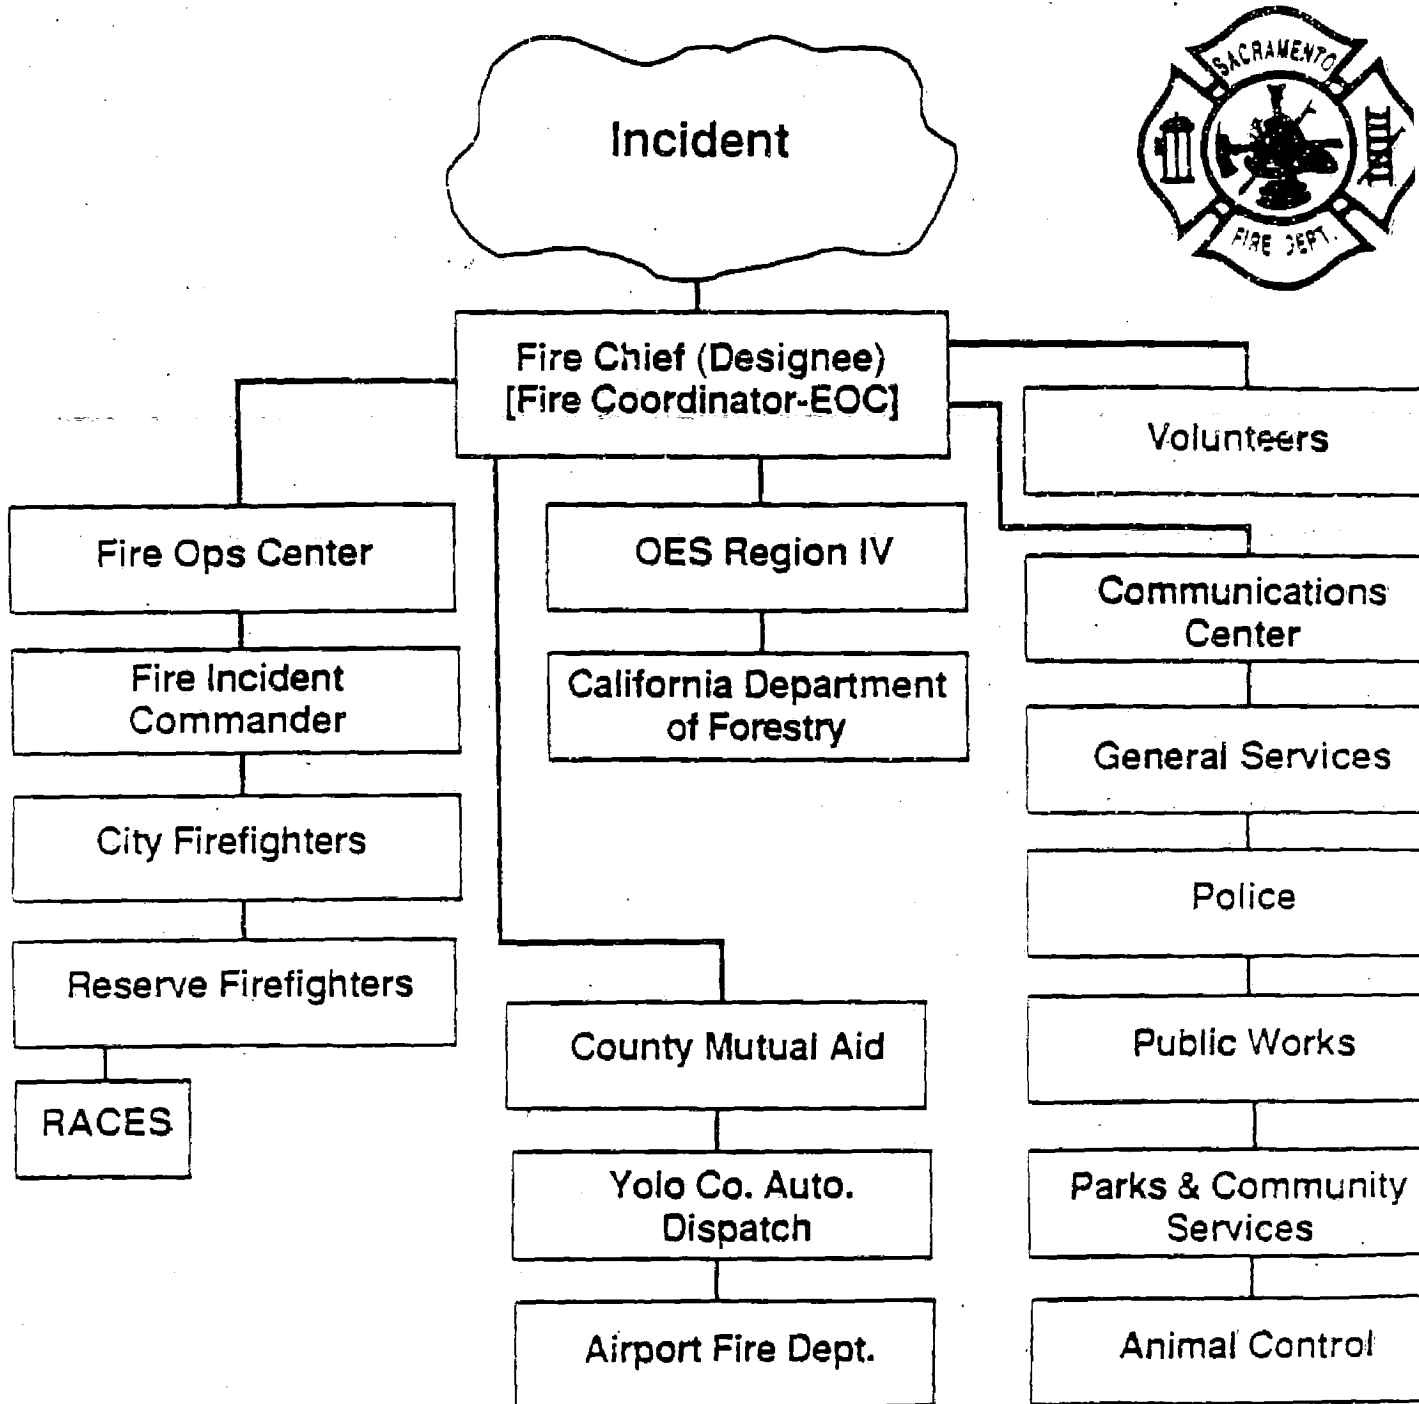 SACRAMENTO
FIRE DEPT.
Incident
Fire Chief (Designee)
[Fire Coordinator-EOC]
Volunteers
Fire Ops Center
OES Region IV
Communications
Center
Fire Incident
Commander
California Department
of Forestry
General Services
City Firefighters
Police
Reserve Firefighters
County Mutual Aid
Public Works
RACES
Yolo Co. Auto.
Dispatch
Parks & Community
Services
Airport Fire Dept.
Animal Control